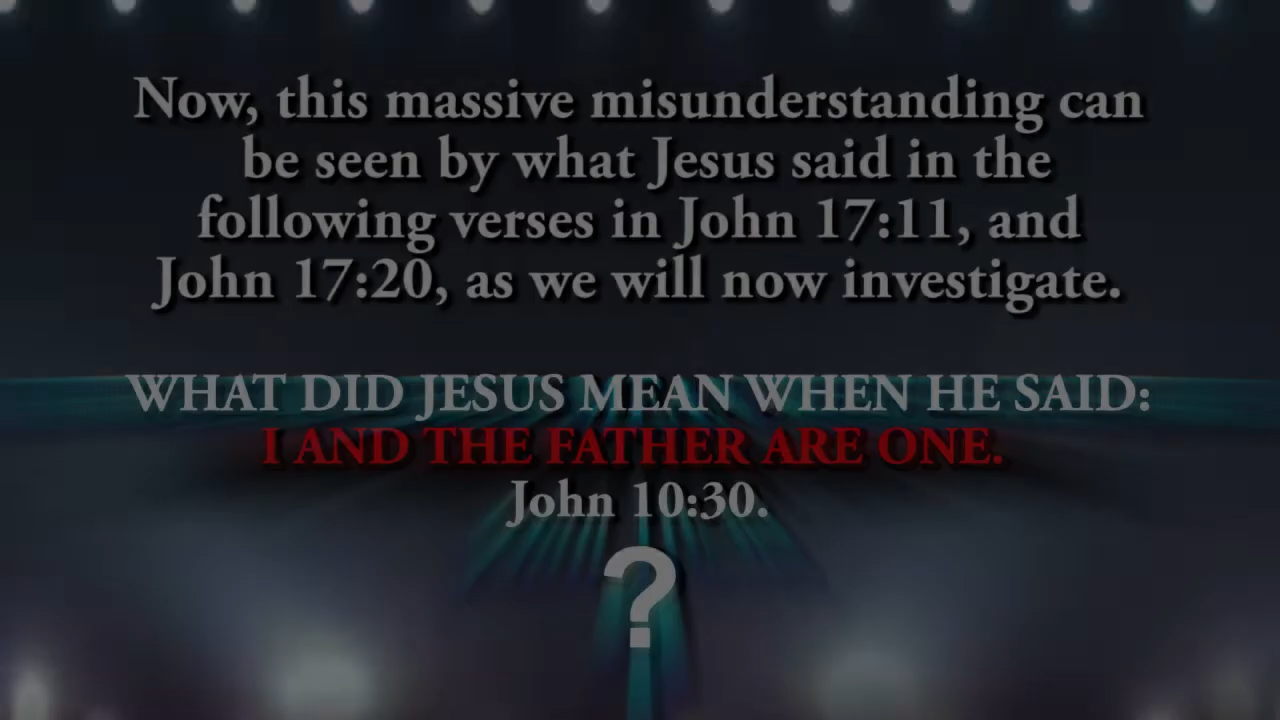 Now, this massive misunderstanding can
be seen by what Jesus said in the
following verses in John 17:11, and
John 17:20, as we will now investigate.
WHAT DID JESUS MEAN WHEN HE SAID:
I AND THE FATHER ARE ONE.
John 10:30.
?